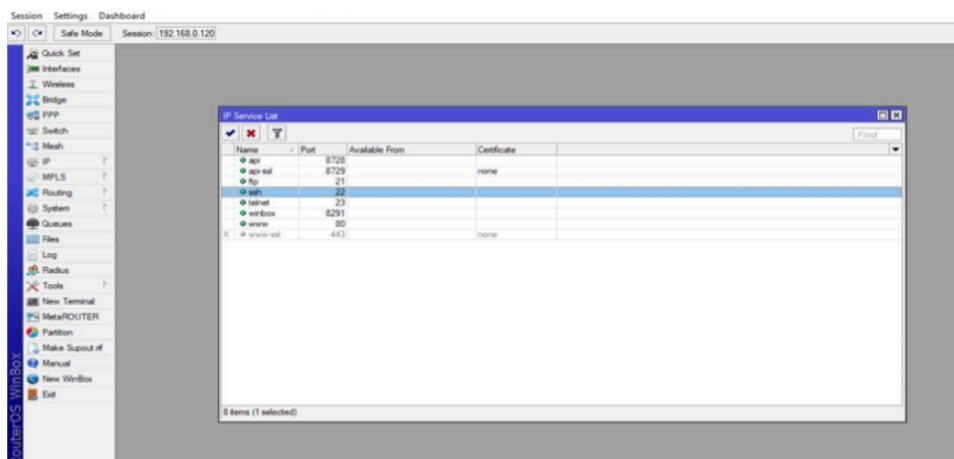 Session Settings Dashboard
Safe Mode Session: 192.168.0.120
Quick Set
Interfaces
Wireless
Bridge
PPP
Switch
Mesh
IP
MPLS
Routing
System
Queues
Files
Log
Radius
Tools
New Terminal
MetaROUTER
Partition
Make Supout.rif
Manual
New WinBox
Exit
RouterOS WinBox
IP Service List
Find
Name Port Available From Certificate
api 8728
api-ssl 8729 none
ftp 21
ssh 22
telnet 23
winbox 8291
www 80
X www-ssl 443 none
8 items (1 selected)